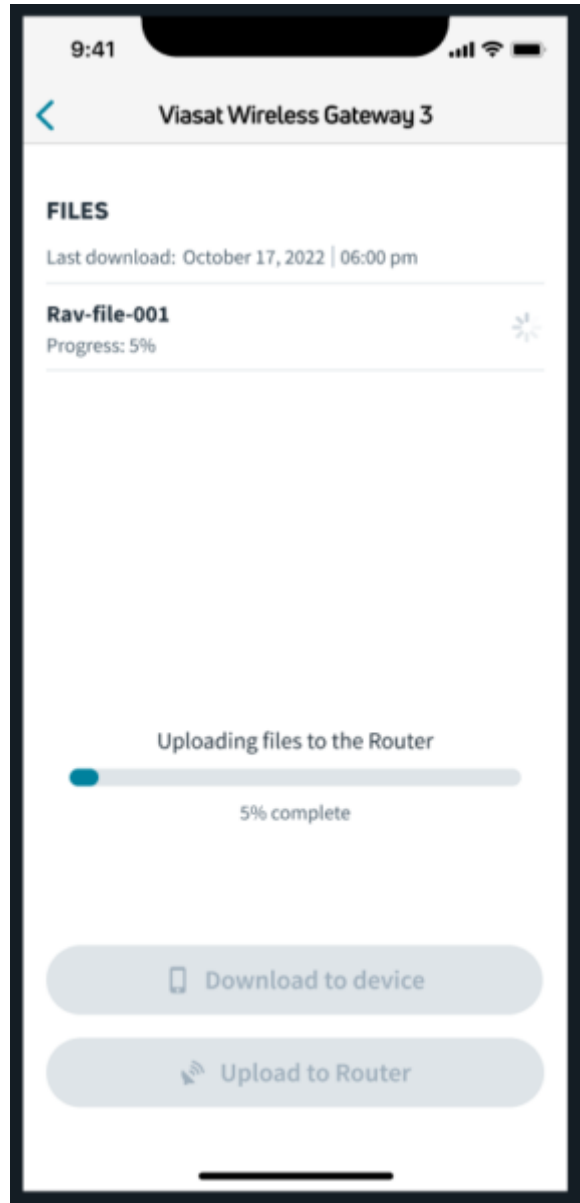 9:41
Viasat Wireless Gateway 3
FILES
Last download: October 17, 2022 | 06:00 pm
Rav-file-001
Progress: 5%
Uploading files to the Router
5% complete
Download to device
Upload to Router